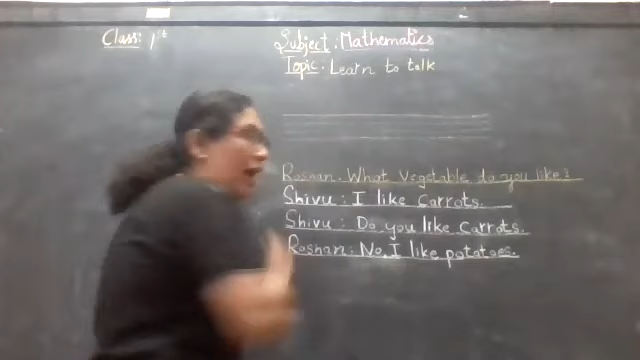 Class: 1st
Subject: Mathematics
Topic. Learn to talk
Roshan. What Vegetable do you like?
Shivu: I like carrots.
Shivu: Do you like carrots.
Roshan: No, I like potatoes.